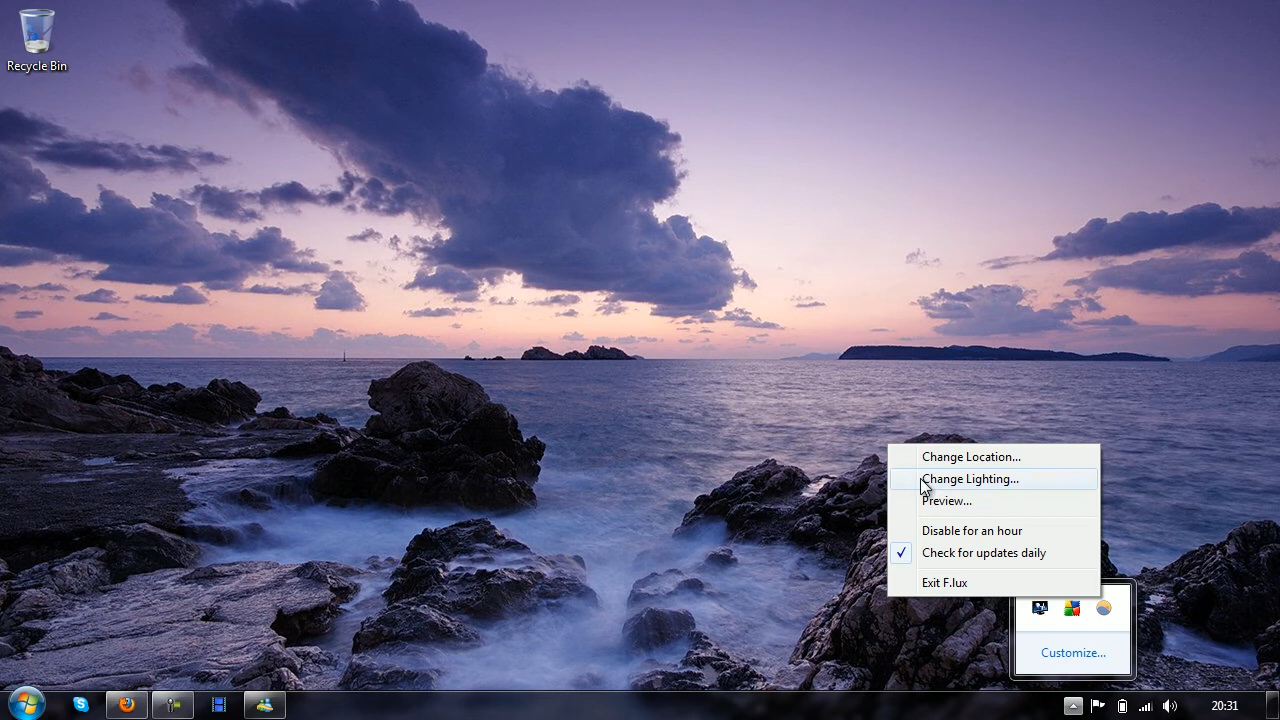 Recycle Bin
Change Location...
Change Lighting...
Preview...
Disable for an hour
Check for updates daily
Exit F.lux
Customize...
20:31